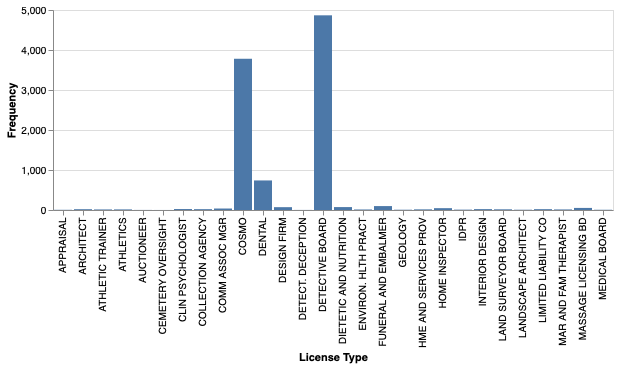 5,000
4,000
3,000
2,000
1,000
0
Frequency
APPRAISAL
ARCHITECT
ATHLETIC TRAINER
ATHLETICS
AUCTIONEER
CEMETERY OVERSIGHT
CLIN PSYCHOLOGIST
COLLECTION AGENCY
COMM ASSOC MGR
COSMO
DENTAL
DESIGN FIRM
DETECT. DECEPTION
DETECTIVE BOARD
DIETETIC AND NUTRITION
ENVIRON. HLTH PRACT
FUNERAL AND EMBALMER
GEOLOGY
HME AND SERVICES PROV
HOME INSPECTOR
IDPR
INTERIOR DESIGN
LAND SURVEYOR BOARD
LANDSCAPE ARCHITECT
LIMITED LIABILITY CO
MAR AND FAM THERAPIST
MASSAGE LICENSING BD
MEDICAL BOARD
License Type